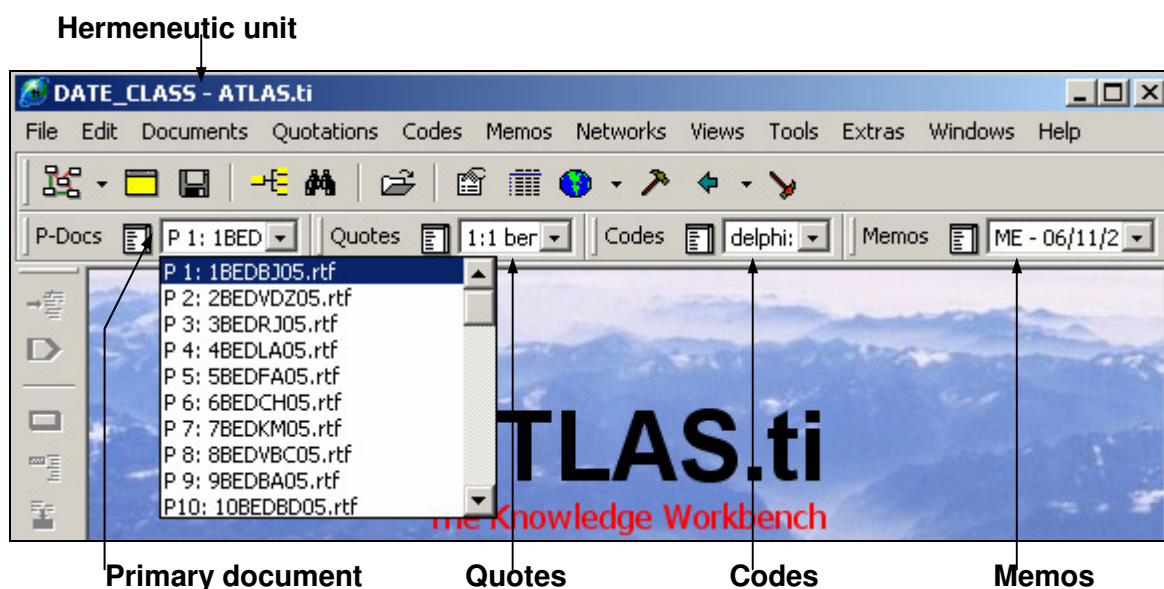 Hermeneutic unit
DATE_CLASS - ATLAS.ti
File Edit Documents Quotations Codes Memos Networks Views Tools Extras Windows Help
P-Docs P 1: 1BED Quotes 1:1 ber Codes delphi: Memos ME - 06/11/2
P 1: 1BEDBJ05.rtf
P 2: 2BEDVDZ05.rtf
P 3: 3BEDRJ05.rtf
P 4: 4BEDLA05.rtf
P 5: 5BEDFA05.rtf
P 6: 6BEDCH05.rtf
P 7: 7BEDKM05.rtf
P 8: 8BEDVBC05.rtf
P 9: 9BEDBA05.rtf
P10: 10BEDBD05.rtf
TLAS.ti
The Knowledge Workbench
Primary document Quotes Codes Memos